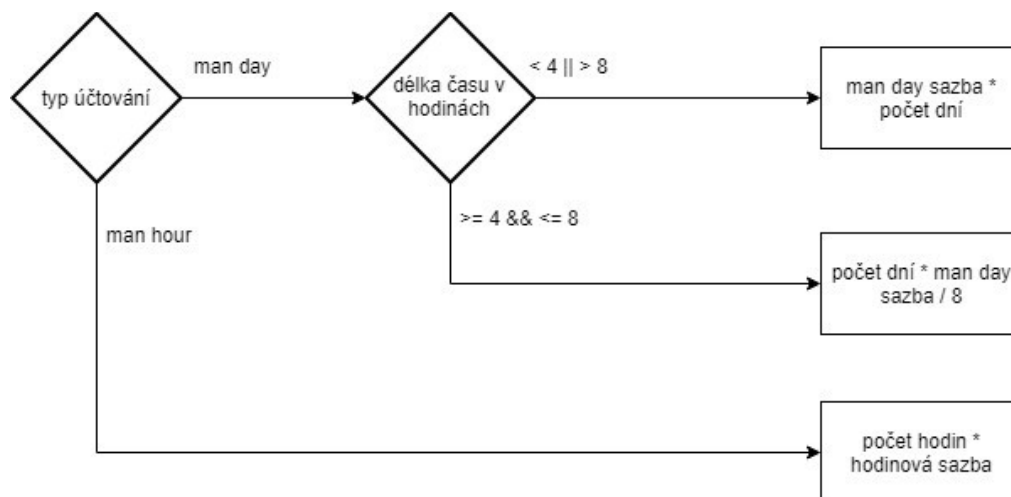 typ účtování
man day
délka času v
hodinách
< 4 || > 8
man day sazba *
počet dní
>= 4 && <= 8
man hour
počet dní * man day
sazba / 8
počet hodin *
hodinová sazba